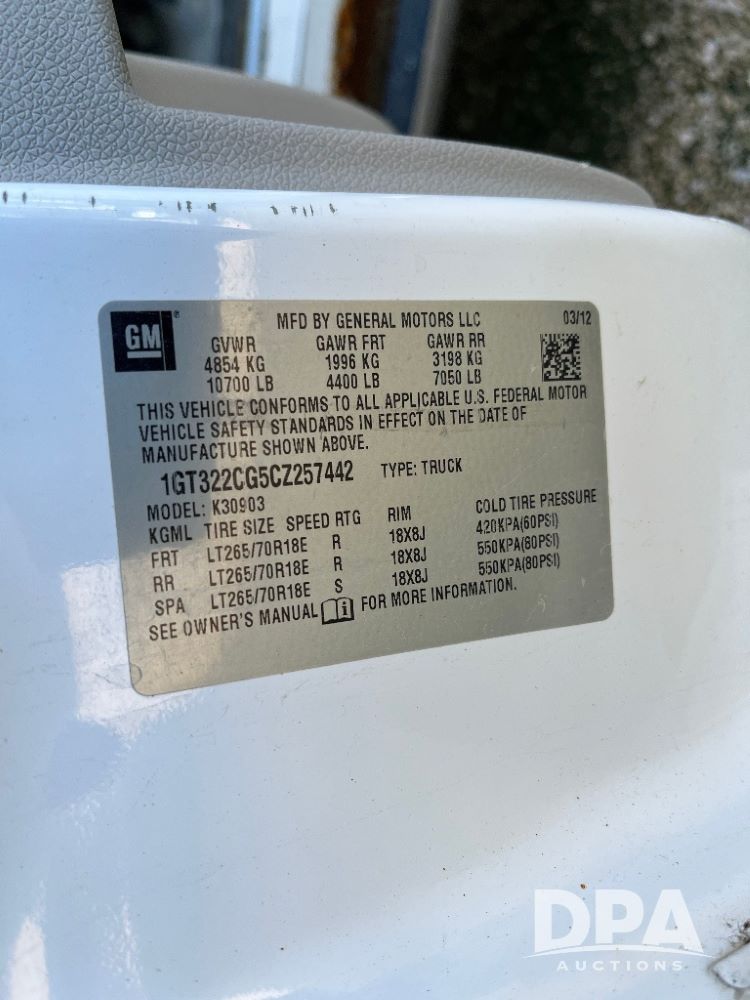 GM ®
MFD BY GENERAL MOTORS LLC 03/12
GVWR GAWR FRT GAWR RR
4854 KG 1996 KG 3198 KG
10700 LB 4400 LB 7050 LB
THIS VEHICLE CONFORMS TO ALL APPLICABLE U.S. FEDERAL MOTOR
VEHICLE SAFETY STANDARDS IN EFFECT ON THE DATE OF
MANUFACTURE SHOWN ABOVE.
1GT322CG5CZ257442 TYPE: TRUCK
MODEL: K30903
KGML TIRE SIZE SPEED RTG RIM COLD TIRE PRESSURE
FRT LT265/70R18E R 18X8J 420KPA(60PSI)
RR LT265/70R18E R 18X8J 550KPA(80PSI)
SPA LT265/70R18E S 18X8J 550KPA(80PSI)
SEE OWNER'S MANUAL FOR MORE INFORMATION.
DPA
AUCTIONS